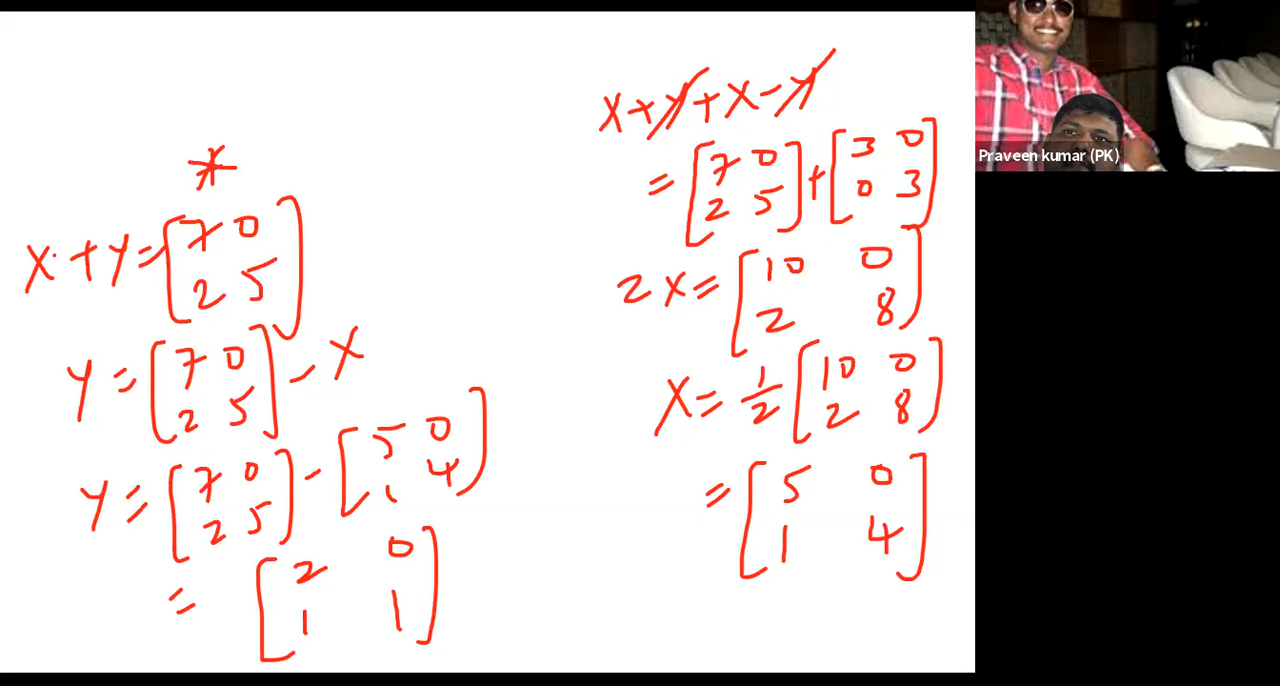 *
X + Y = [7 0
2 5]
Y = [7 0
2 5] - X
Y = [7 0
2 5] - [5 0
1 4]
= [2 0
1 1]
X + Y + X - Y
= [7 0
2 5] + [3 0
0 3]
2X = [10 0
2 8]
X = 1/2 [10 0
2 8]
= [5 0
1 4]
Praveen kumar (PK)